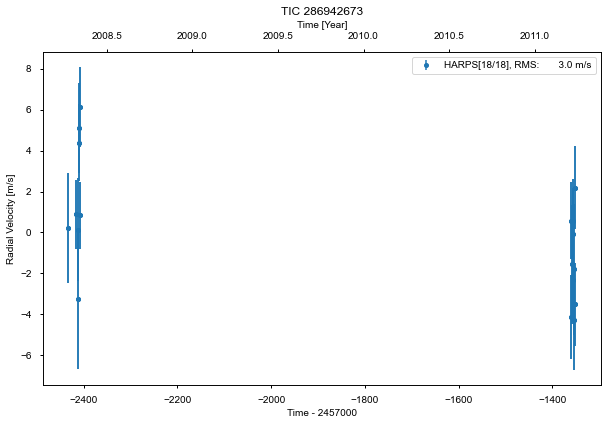 TIC 286942673
Time [Year]
2008.5 2009.0 2009.5 2010.0 2010.5 2011.0
HARPS[18/18], RMS: 3.0 m/s
8
6
4
2
0
−2
−4
−6
Radial Velocity [m/s]
−2400 −2200 −2000 −1800 −1600 −1400
Time - 2457000